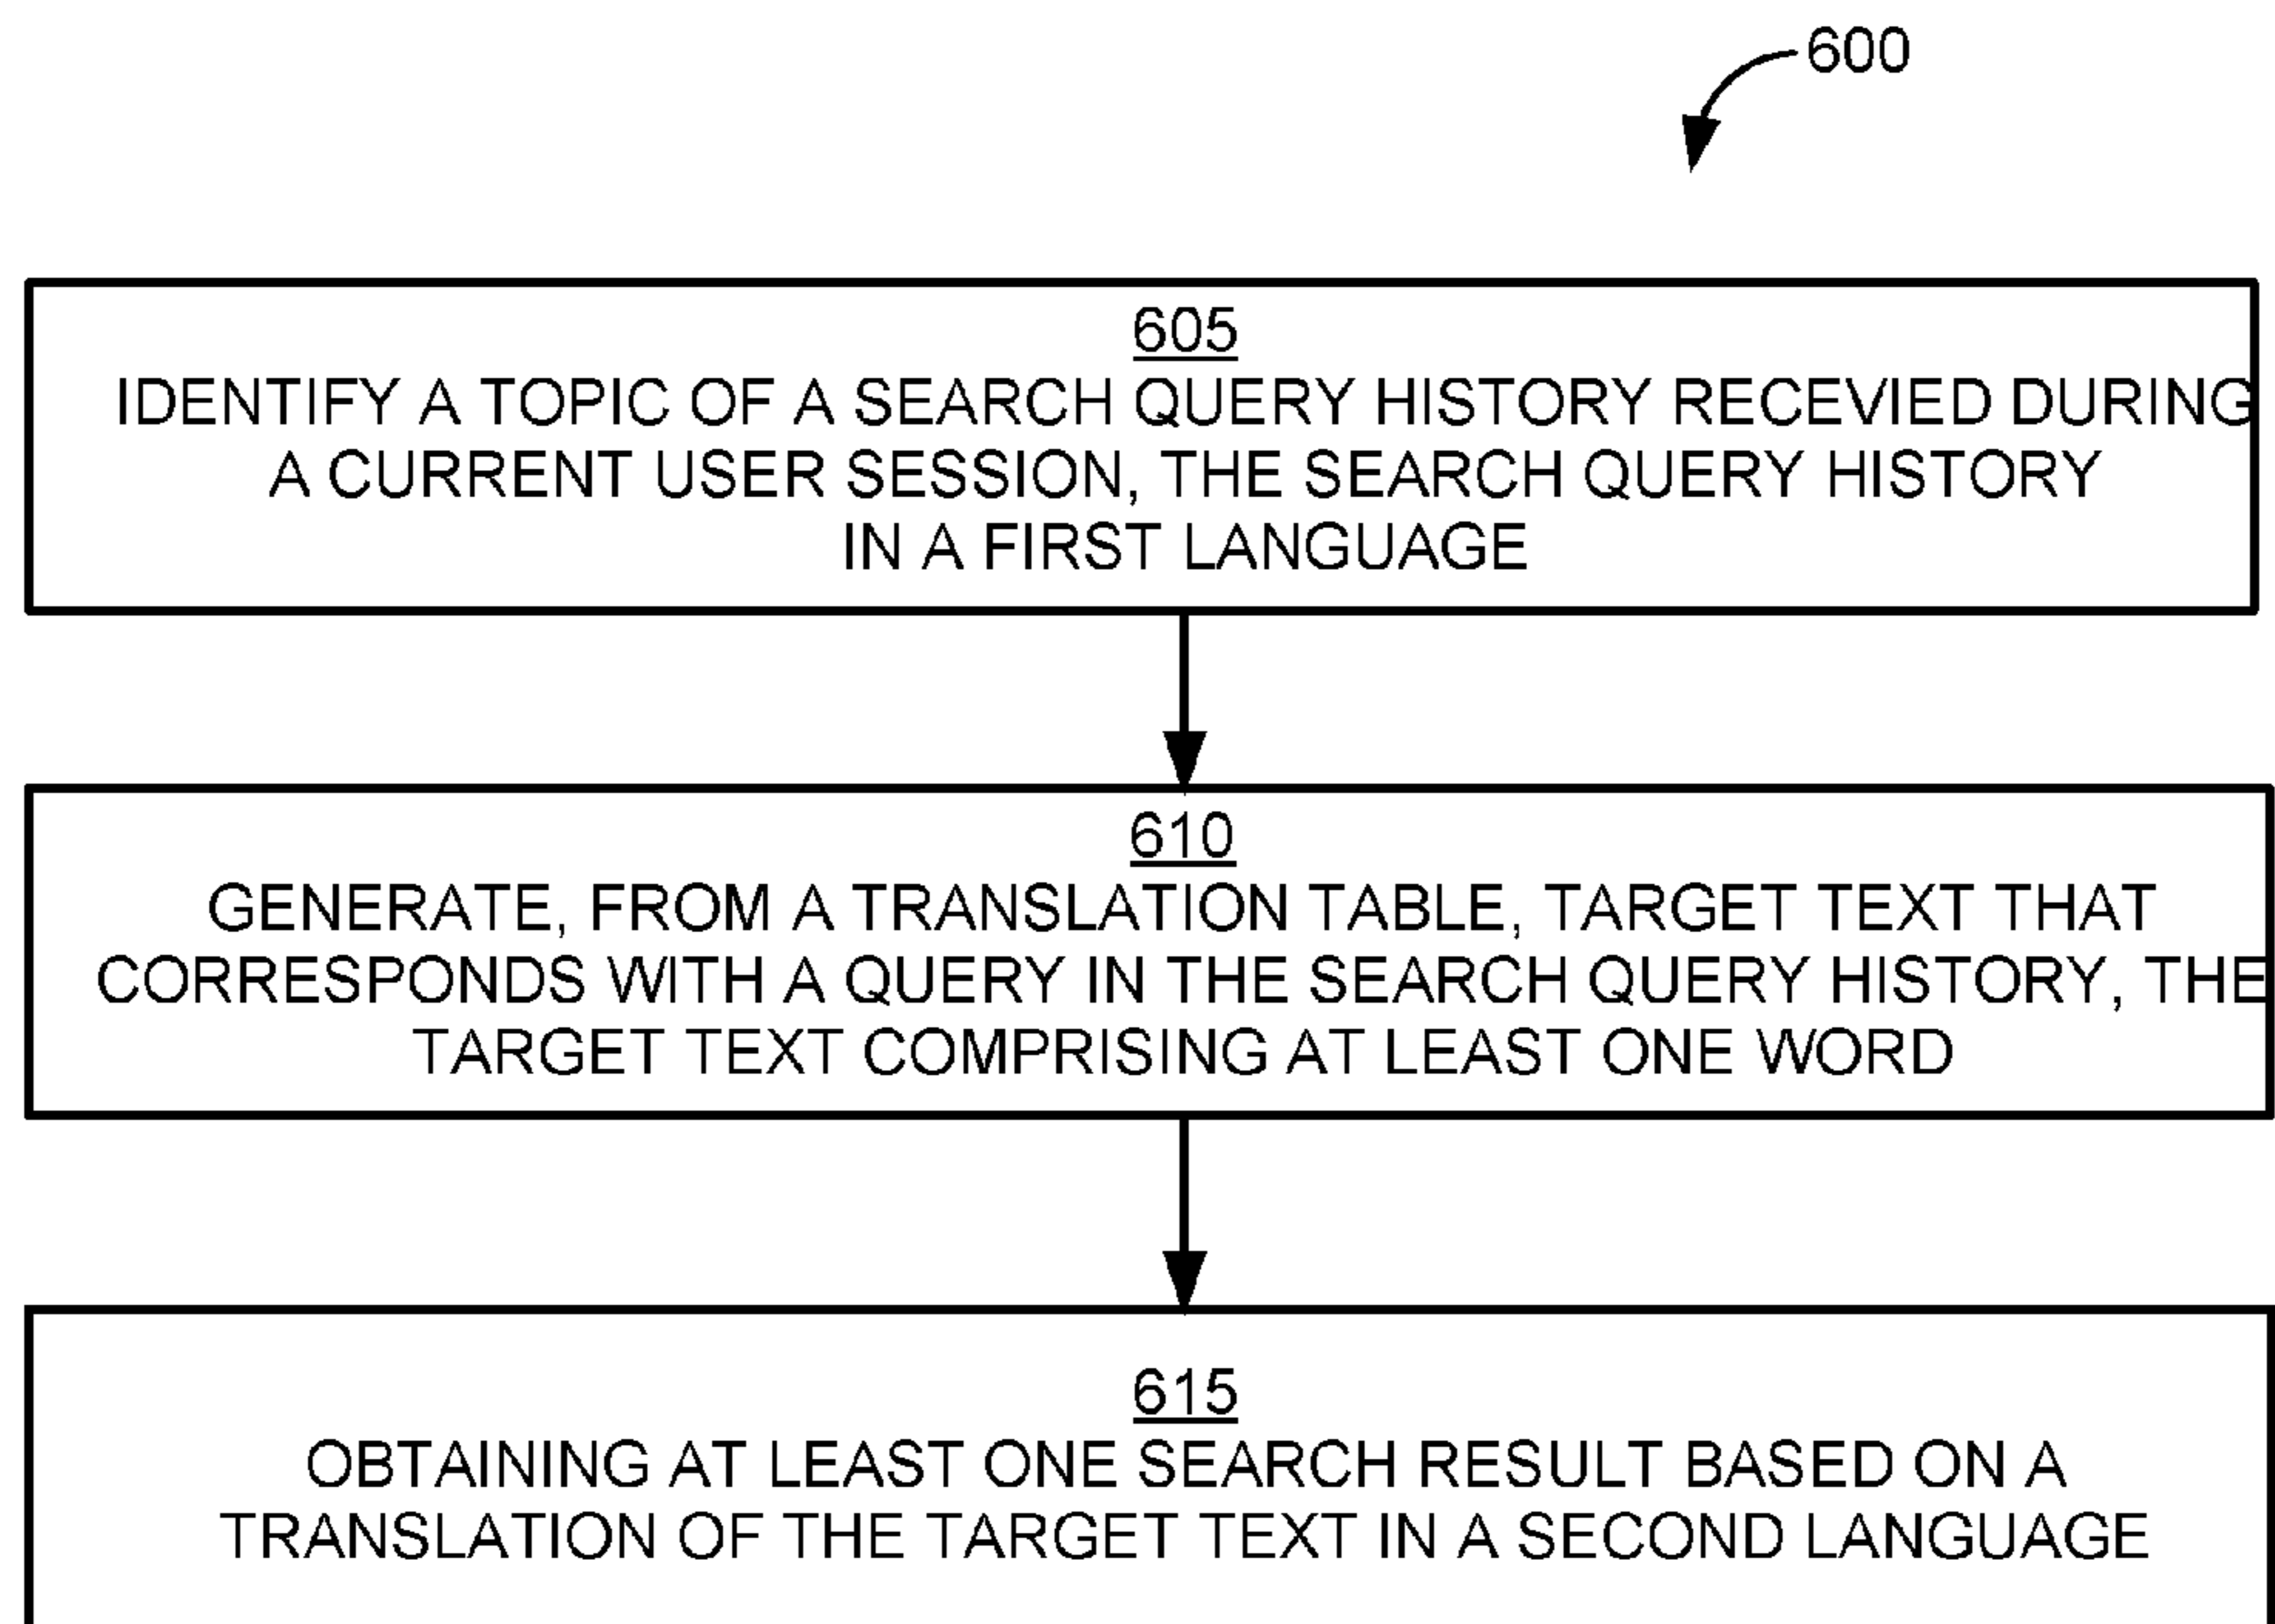 600
605
IDENTIFY A TOPIC OF A SEARCH QUERY HISTORY RECEVIED DURING
A CURRENT USER SESSION, THE SEARCH QUERY HISTORY
IN A FIRST LANGUAGE
610
GENERATE, FROM A TRANSLATION TABLE, TARGET TEXT THAT
CORRESPONDS WITH A QUERY IN THE SEARCH QUERY HISTORY, THE
TARGET TEXT COMPRISING AT LEAST ONE WORD
615
OBTAINING AT LEAST ONE SEARCH RESULT BASED ON A
TRANSLATION OF THE TARGET TEXT IN A SECOND LANGUAGE